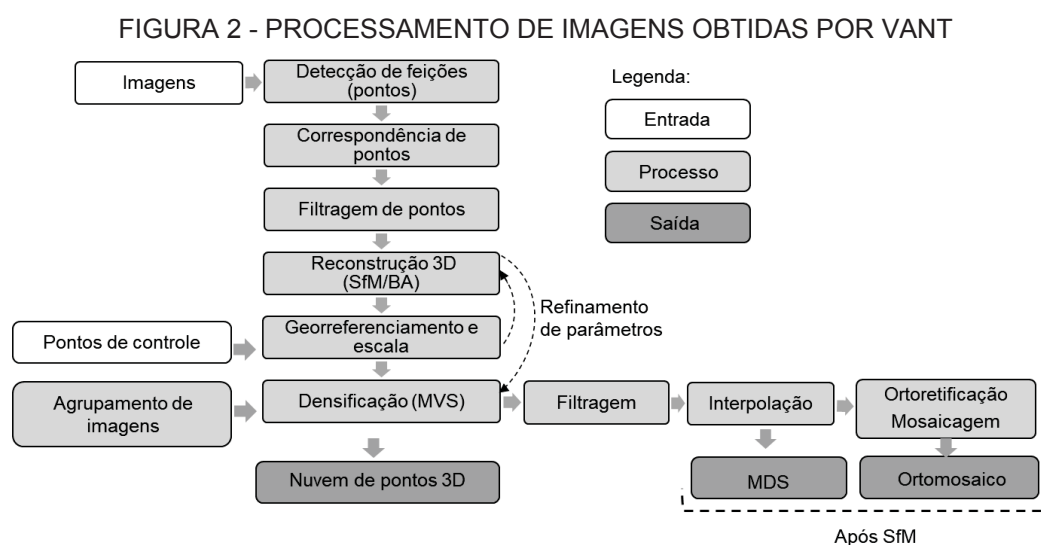 FIGURA 2 - PROCESSAMENTO DE IMAGENS OBTIDAS POR VANT
Imagens
Detecção de feições
(pontos)
Correspondência de
pontos
Filtragem de pontos
Reconstrução 3D
(SfM/BA)
Refinamento
de parâmetros
Pontos de controle
Georreferenciamento e
escala
Agrupamento de
imagens
Densificação (MVS)
Filtragem
Interpolação
Ortoretificação
Mosaicagem
Nuvem de pontos 3D
MDS
Ortomosaico
Após SfM
Legenda:
Entrada
Processo
Saída